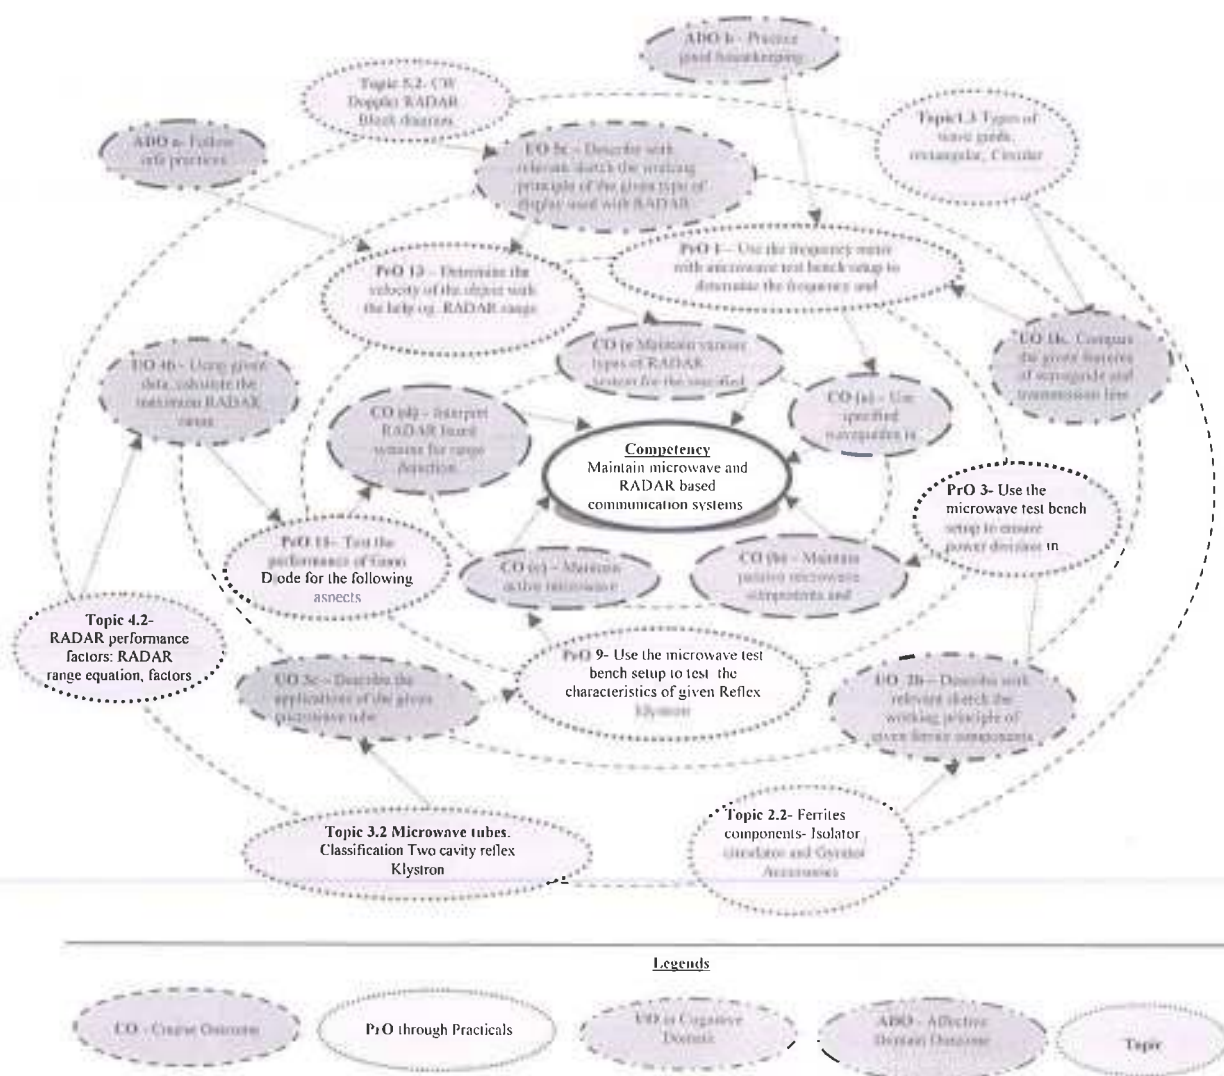 ADO b - Practice
good housekeeping
Topic 5.2- CW
Doppler RADAR
Block diagram
Topic1.3 Types of
wave guide,
rectangular, Circular
ADO a- Follow
safe practices
UO 5c - Describe with
relevant sketch the working
principle of the given type of
display used with RADAR
PrO 1 - Use the frequency meter
with microwave test bench setup to
determine the frequency and
PrO 13 - Determine the
velocity of the object with
the help RADAR range
UO 1b. Compare
the given features
of waveguide and
transmission line
CO (e Maintain various
types of RADAR
system for the specified
UO 4b - Using given
data, calculate the
maximum RADAR
range
CO (a) - Use
specified
waveguides in
CO (d) - Interpret
RADAR based
systems for range
detection
Competency
Maintain microwave and
RADAR based
communication systems
PrO 3- Use the
microwave test bench
setup to ensure
power division in
PrO 11- Test the
performance of Gunn
Diode for the following
aspects
CO (c) - Maintain
active microwave
CO (b) - Maintain
passive microwave
components and
Topic 4.2-
RADAR performance
factors: RADAR
range equation, factors
PrO 9- Use the microwave test
bench setup to test the
characteristics of given Reflex
Klystron
UO 3c - Describe the
applications of the given
microwave tube
UO 2b - Describe with
relevant sketch the
working principle of
given ferrite components
Topic 3.2 Microwave tubes.
Classification Two cavity reflex
Klystron
Topic 2.2- Ferrites
components- Isolator
circulator and Gyrator
Accessories
Legends
CO - Course Outcome
PrO through Practicals
UO in Cognitive
Domain
ADO - Affective
Domain Outcome
Topic